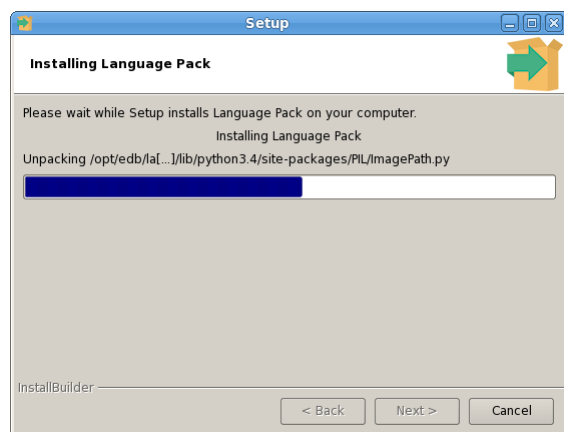 Setup
Installing Language Pack
Please wait while Setup installs Language Pack on your computer.
Installing Language Pack
Unpacking /opt/edb/la[...]/lib/python3.4/site-packages/PIL/ImagePath.py
InstallBuilder
< Back Next > Cancel